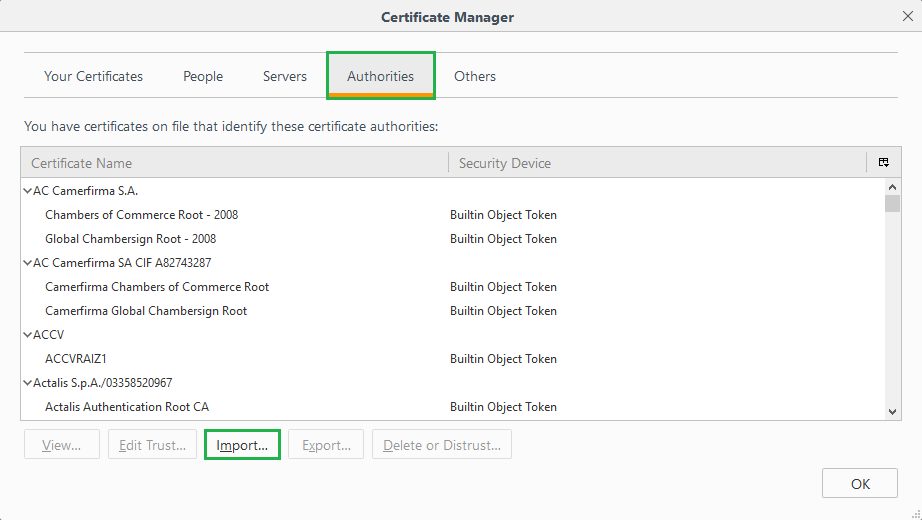 Certificate Manager
Your Certificates People Servers Authorities Others
You have certificates on file that identify these certificate authorities:
Certificate Name Security Device
AC Camerfirma S.A.
Chambers of Commerce Root - 2008 Builtin Object Token
Global Chambersign Root - 2008 Builtin Object Token
AC Camerfirma SA CIF A82743287
Camerfirma Chambers of Commerce Root Builtin Object Token
Camerfirma Global Chambersign Root Builtin Object Token
ACCV
ACCVRAIZ1 Builtin Object Token
Actalis S.p.A./03358520967
Actalis Authentication Root CA Builtin Object Token
View... Edit Trust... Import... Export... Delete or Distrust...
OK